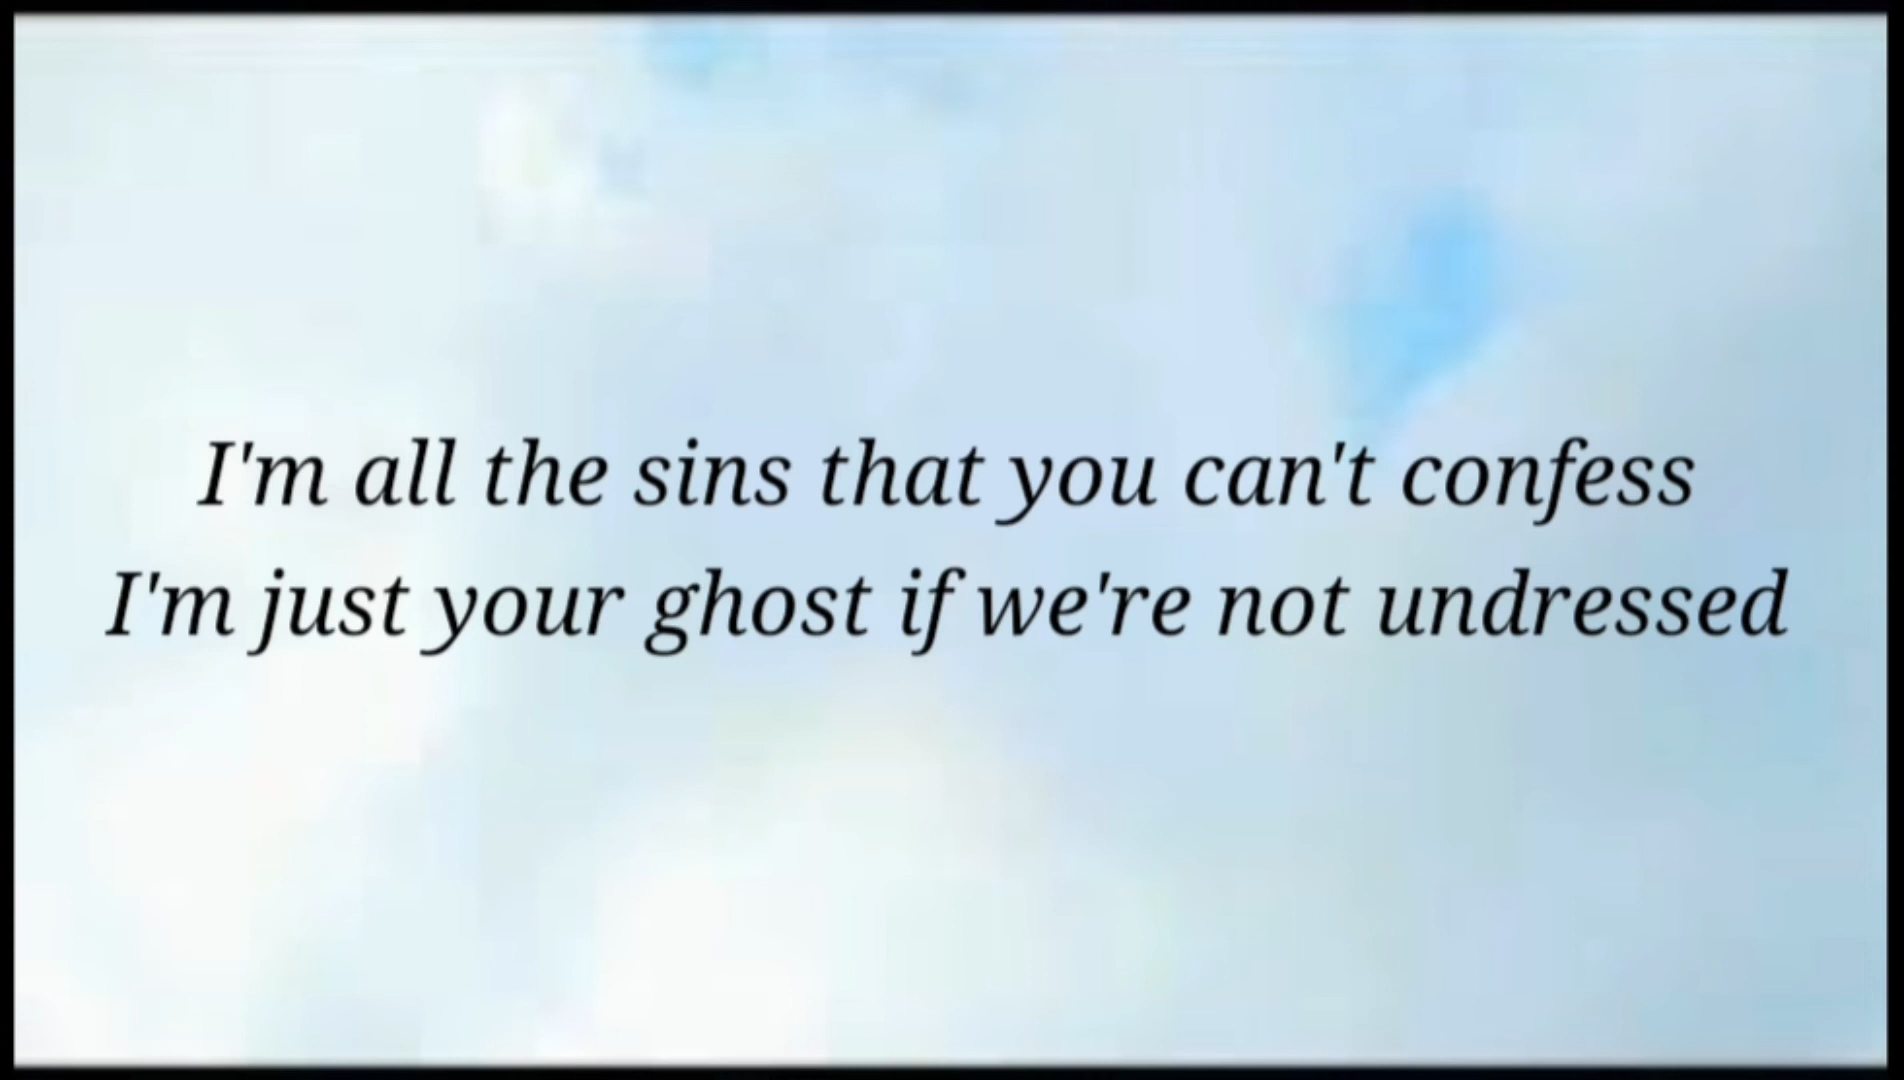 I'm all the sins that you can't confess
I'm just your ghost if we're not undressed